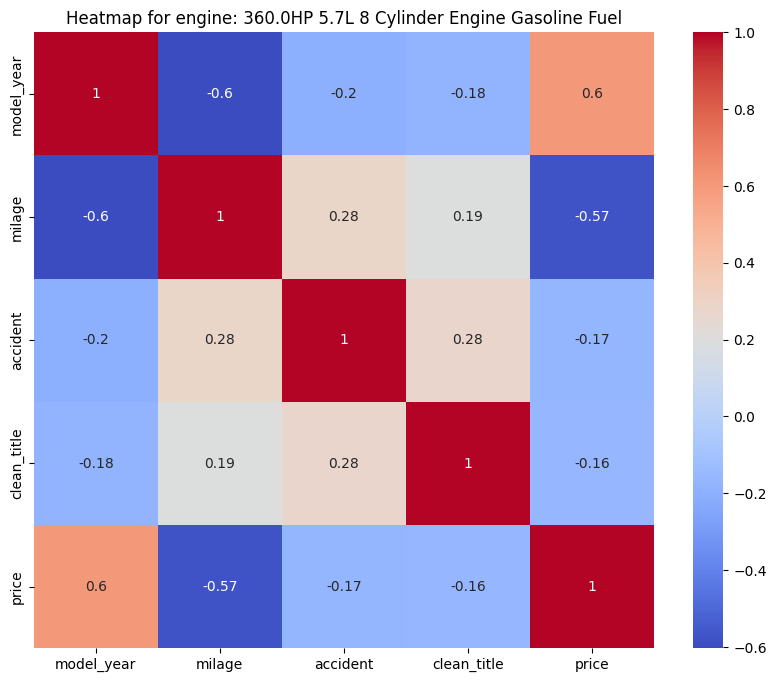 Heatmap for engine: 360.0HP 5.7L 8 Cylinder Engine Gasoline Fuel
model_year 1 -0.6 -0.2 -0.18 0.6
milage -0.6 1 0.28 0.19 -0.57
accident -0.2 0.28 1 0.28 -0.17
clean_title -0.18 0.19 0.28 1 -0.16
price 0.6 -0.57 -0.17 -0.16 1
model_year milage accident clean_title price
1.0
0.8
0.6
0.4
0.2
0.0
−0.2
−0.4
−0.6